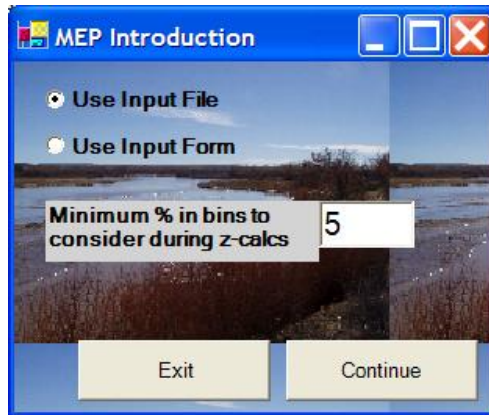 MEP Introduction
Use Input File
Use Input Form
Minimum % in bins to
consider during z-calcs
5
Exit
Continue